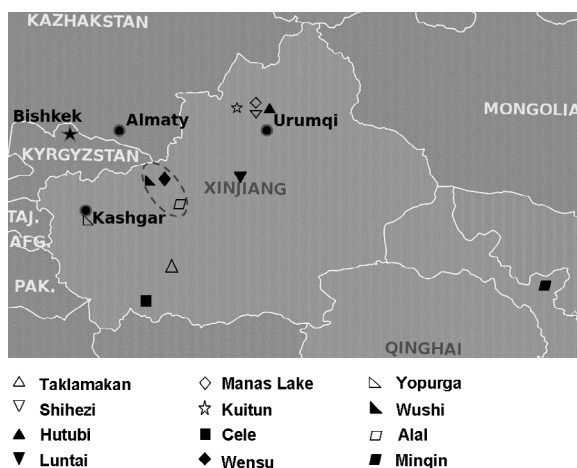 KAZAKHSTAN
MONGOLIA
Bishkek
Almaty
Urumqi
KYRGYZSTAN
XINJIANG
TAJ.
Kashgar
AFG.
PAK.
QINGHAI
Taklamakan
Manas Lake
Yopurga
Shihezi
Kuitun
Wushi
Hutubi
Cele
Alal
Luntai
Wensu
Minqin